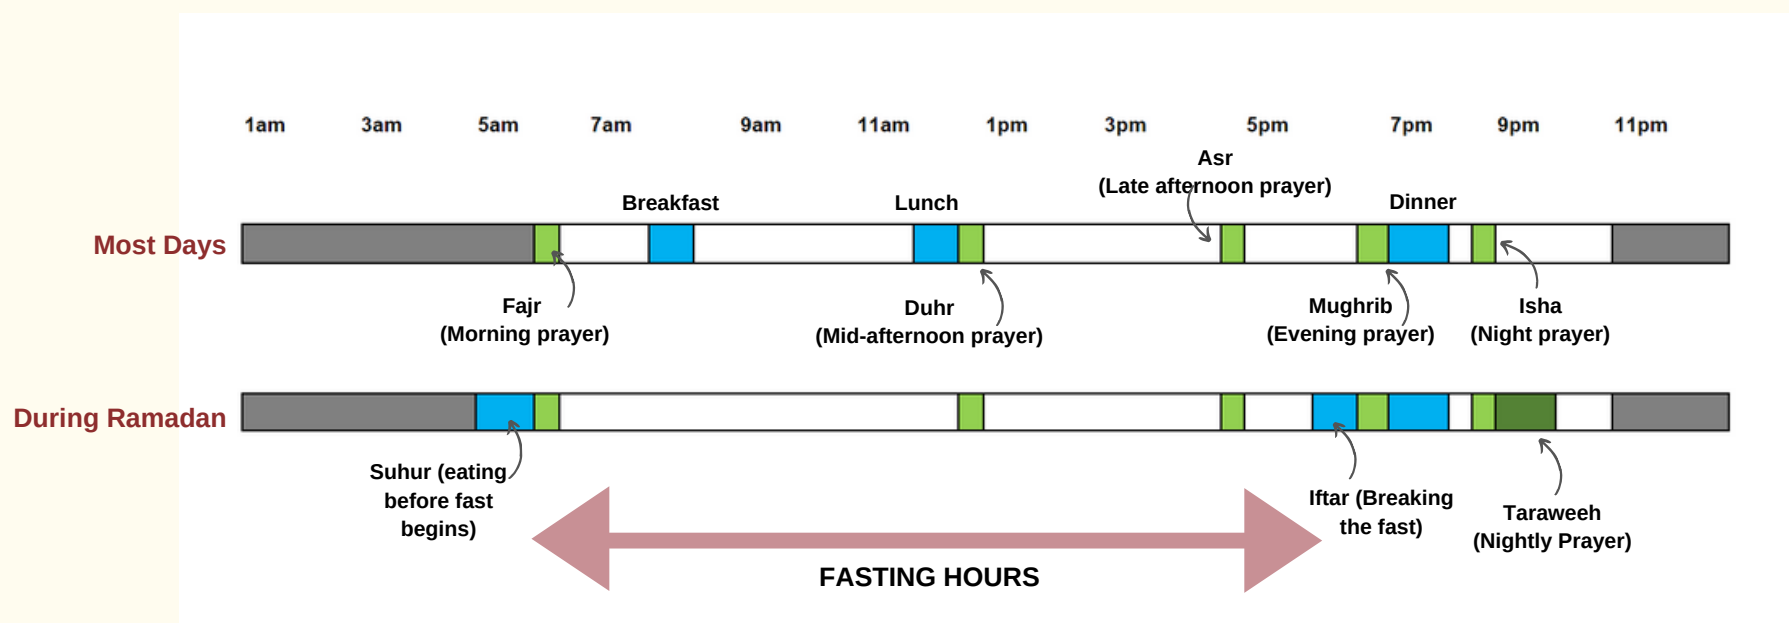 1am 3am 5am 7am 9am 11am 1pm 3pm 5pm 7pm 9pm 11pm
Asr
(Late afternoon prayer)
Breakfast
Lunch
Dinner
Most Days
Fajr
(Morning prayer)
Duhr
(Mid-afternoon prayer)
Mughrib
(Evening prayer)
Isha
(Night prayer)
During Ramadan
Suhur (eating
before fast
begins)
Iftar (Breaking
the fast)
Taraweeh
(Nightly Prayer)
FASTING HOURS